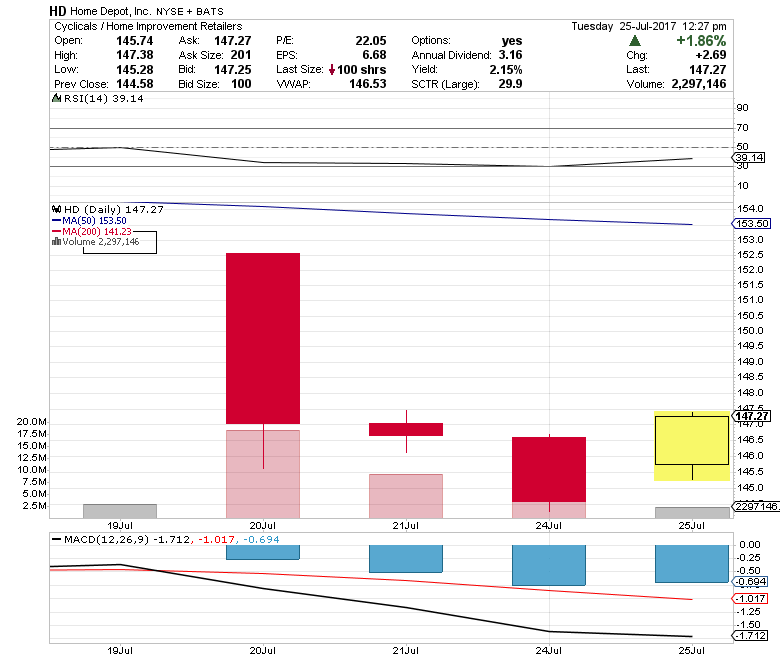 HD Home Depot, Inc. NYSE + BATS
Cyclicals / Home Improvement Retailers
Tuesday 25-Jul-2017 12:27 pm
Open: 145.74 Ask: 147.27 P/E: 22.05 Options: yes +1.86%
High: 147.38 Ask Size: 201 EPS: 6.68 Annual Dividend: 3.16 Chg: +2.69
Low: 145.28 Bid: 147.25 Last Size: 100 shrs Yield: 2.15% Last: 147.27
Prev Close: 144.58 Bid Size: 100 VWAP: 146.53 SCTR (Large): 29.9 Volume: 2,297,146
RSI(14) 39.14
90
70
50
39.14
30
10
HD (Daily) 147.27
MA(50) 153.50
MA(200) 141.23
Volume 2,297,146
154.0
153.50
153.0
152.5
152.0
151.5
151.0
150.5
150.0
149.5
149.0
148.5
148.0
147.5
147.27
147.0
146.5
146.0
145.5
145.0
2297146
20.0M
17.5M
15.0M
12.5M
10.0M
7.5M
5.0M
2.5M
19Jul 20Jul 21Jul 24Jul 25Jul
MACD(12,26,9) -1.712, -1.017, -0.694
0.00
-0.25
-0.50
-0.694
-1.017
-1.25
-1.50
-1.712
19Jul 20Jul 21Jul 24Jul 25Jul